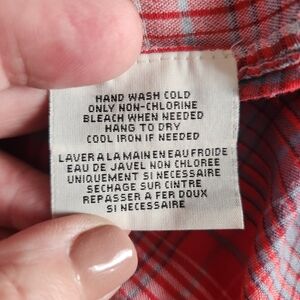 HAND WASH COLD
ONLY NON-CHLORINE
BLEACH WHEN NEEDED
HANG TO DRY
COOL IRON IF NEEDED
LAVER A LA MAIN EN EAU FROIDE
EAU DE JAVEL NON CHLOREE
UNIQUEMENT SI NECESSAIRE
SECHAGE SUR CINTRE
REPASSER A FER DOUX
SI NECESSAIRE